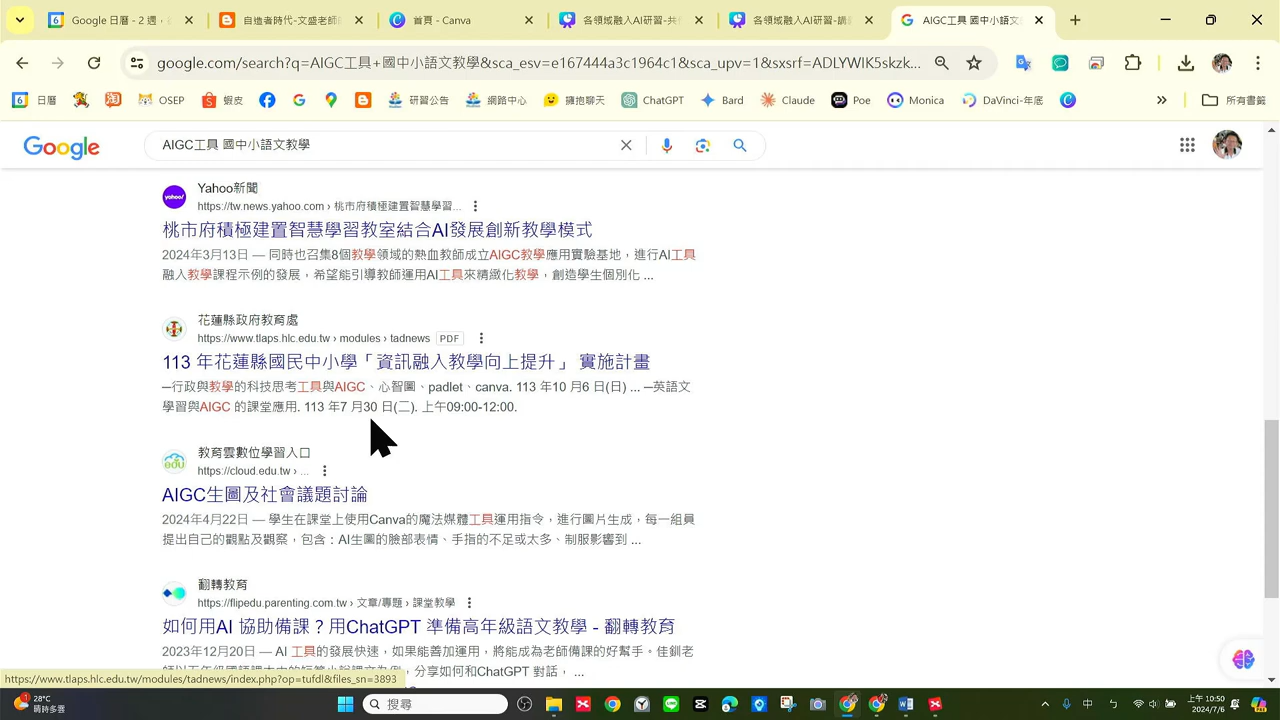 Google 日曆 - 2 週，
自造者時代-文盛老師
首頁 - Canva
各領域融入AI研習-共
各領域融入AI研習-講
AIGC工具 國中小語文
google.com/search?q=AIGC工具+國中小語文教學&sca_esv=e167444a3c1964c1&sca_upv=1&sxsrf=ADLYWIK5skzk...
日曆
淘
OSEP
蝦皮
研習公告
網路中心
擁抱聊天
ChatGPT
Bard
Claude
Poe
Monica
DaVinci-年底
所有書籤
Google
AIGC工具 國中小語文教學
yahoo!
Yahoo新聞
https://tw.news.yahoo.com › 桃市府積極建置智慧學習...
桃市府積極建置智慧學習教室結合AI發展創新教學模式
2024年3月13日 — 同時也召集8個教學領域的熱血教師成立AIGC教學應用實驗基地，進行AI工具
融入教學課程示例的發展，希望能引導教師運用AI工具來精緻化教學，創造學生個別化 ...
花蓮縣政府教育處
https://www.tlaps.hlc.edu.tw › modules › tadnews PDF
113 年花蓮縣國民中小學「資訊融入教學向上提升」 實施計畫
─行政與教學的科技思考工具與AIGC、心智圖、padlet、canva. 113 年10 月6 日(日) ... ─英語文
學習與AIGC 的課堂應用. 113 年7 月30 日(二). 上午09:00-12:00.
教育雲數位學習入口
https://cloud.edu.tw › ...
AIGC生圖及社會議題討論
2024年4月22日 — 學生在課堂上使用Canva的魔法媒體工具運用指令，進行圖片生成，每一組員
提出自己的觀點及觀察，包含：AI生圖的臉部表情、手指的不足或太多、制服影響到 ...
翻轉教育
https://flipedu.parenting.com.tw › 文章/專題 › 課堂教學
如何用AI 協助備課？用ChatGPT 準備高年級語文教學 - 翻轉教育
2023年12月20日 — AI 工具的發展快速，如果能善加運用，將能成為老師備課的好幫手。佳釧老
師以五年級國語課本中的短篇小說課文為例，分享如何和ChatGPT 對話， ...
https://www.tlaps.hlc.edu.tw/modules/tadnews/index.php?op=tufdl&files_sn=3893
28°C
時多雲
搜尋
中
上午 10:50
2024/7/6